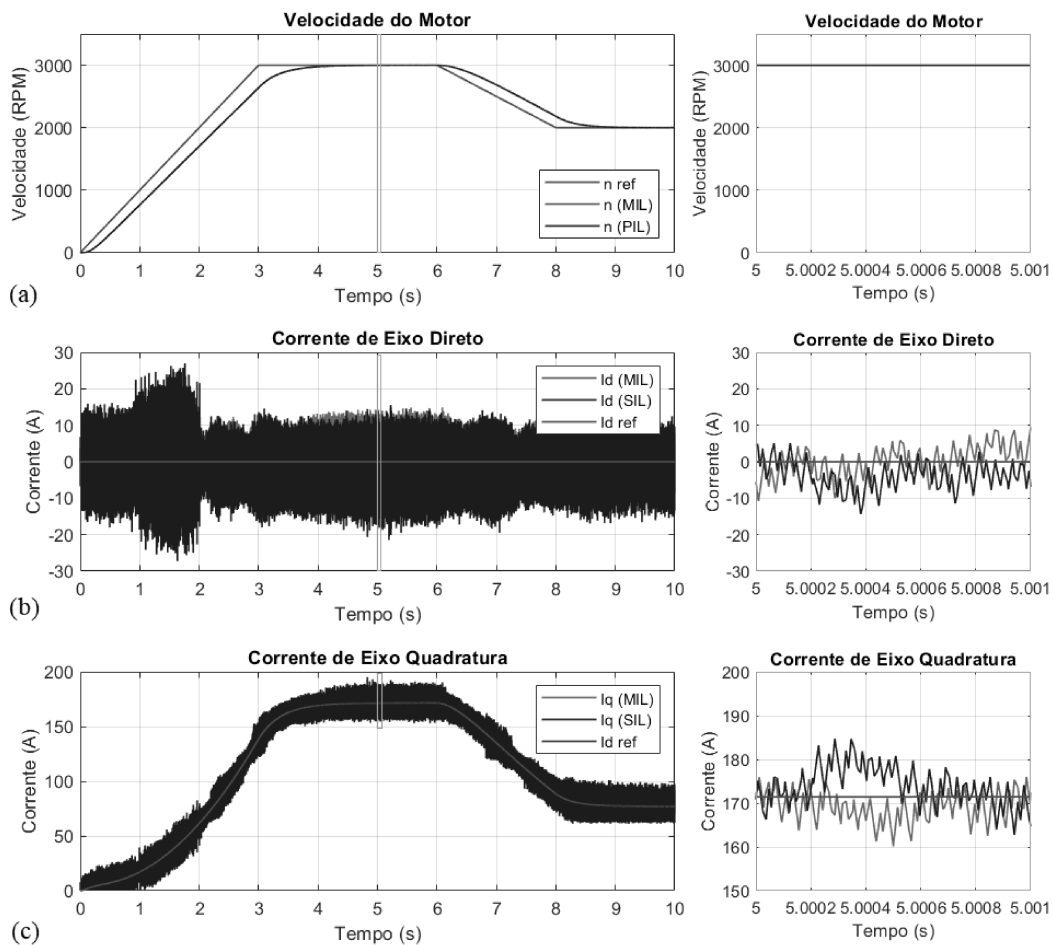 Velocidade do Motor
Velocidade (RPM)
3000
2000
1000
0
n ref
n (MIL)
n (PIL)
0 1 2 3 4 5 6 7 8 9 10
Tempo (s)
(a)
Velocidade do Motor
Velocidade (RPM)
3000
2000
1000
0
5 5.0002 5.0004 5.0006 5.0008 5.001
Tempo (s)
Corrente de Eixo Direto
Corrente (A)
30
20
10
0
-10
-20
-30
Id (MIL)
Id (SIL)
Id ref
0 1 2 3 4 5 6 7 8 9 10
Tempo (s)
(b)
Corrente de Eixo Direto
Corrente (A)
30
20
10
0
-10
-20
-30
5 5.0002 5.0004 5.0006 5.0008 5.001
Tempo (s)
Corrente de Eixo Quadratura
Corrente (A)
200
150
100
50
0
Iq (MIL)
Iq (SIL)
Id ref
0 1 2 3 4 5 6 7 8 9 10
Tempo (s)
(c)
Corrente de Eixo Quadratura
Corrente (A)
200
190
180
170
160
150
5 5.0002 5.0004 5.0006 5.0008 5.001
Tempo (s)